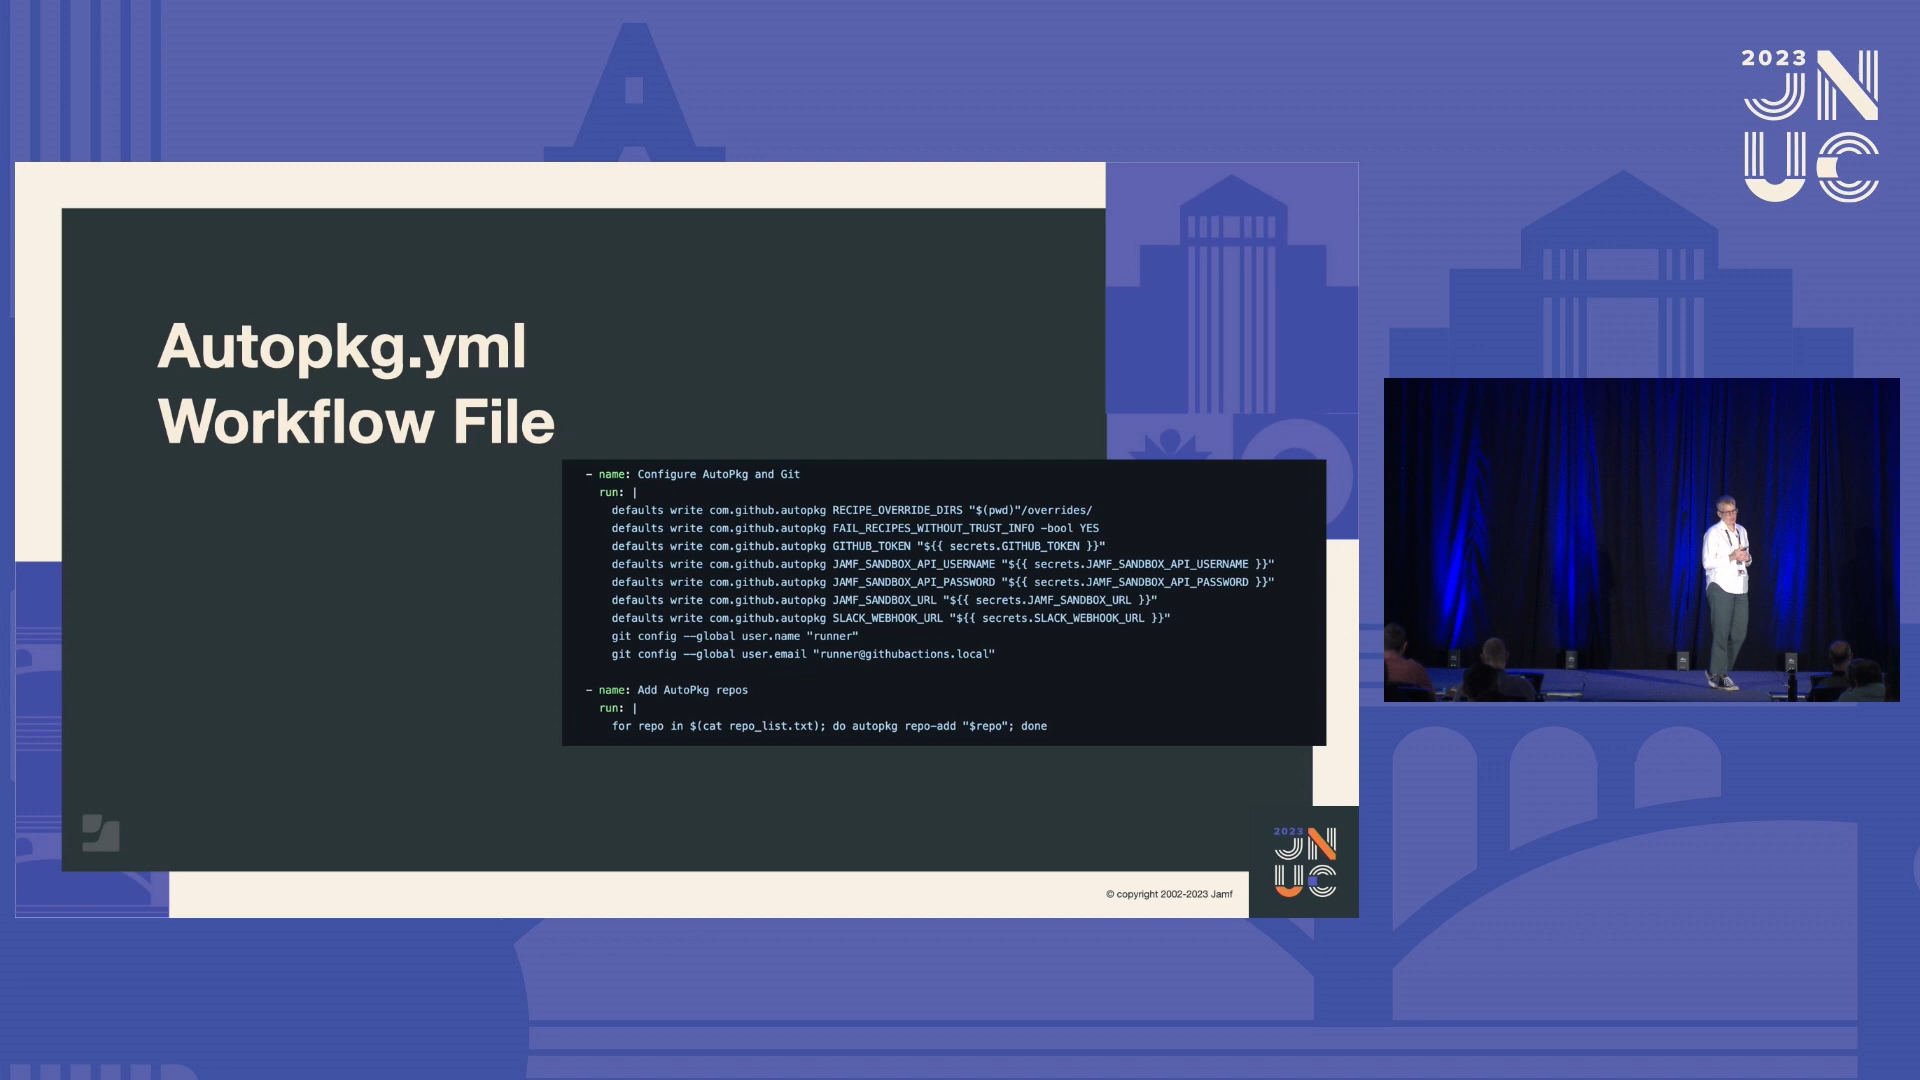 2023
JN
UC
Autopkg.yml
Workflow File
- name: Configure AutoPkg and Git
run: |
defaults write com.github.autopkg RECIPE_OVERRIDE_DIRS "$(pwd)"/overrides/
defaults write com.github.autopkg FAIL_RECIPES_WITHOUT_TRUST_INFO -bool YES
defaults write com.github.autopkg GITHUB_TOKEN "${{ secrets.GITHUB_TOKEN }}"
defaults write com.github.autopkg JAMF_SANDBOX_API_USERNAME "${{ secrets.JAMF_SANDBOX_API_USERNAME }}"
defaults write com.github.autopkg JAMF_SANDBOX_API_PASSWORD "${{ secrets.JAMF_SANDBOX_API_PASSWORD }}"
defaults write com.github.autopkg JAMF_SANDBOX_URL "${{ secrets.JAMF_SANDBOX_URL }}"
defaults write com.github.autopkg SLACK_WEBHOOK_URL "${{ secrets.SLACK_WEBHOOK_URL }}"
git config --global user.name "runner"
git config --global user.email "runner@githubactions.local"
- name: Add AutoPkg repos
run: |
for repo in $(cat repo_list.txt); do autopkg repo-add "$repo"; done
2023
JN
UC
© copyright 2002-2023 Jamf